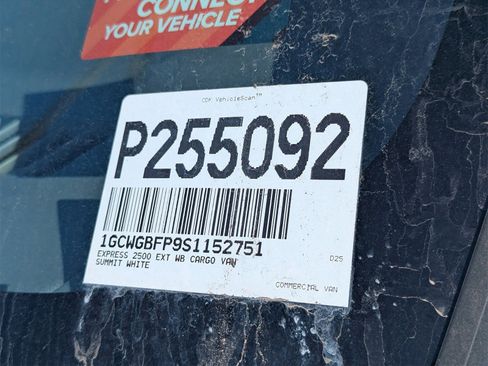 CONNECT
YOUR VEHICLE
CDK VehicleScan™
P255092
1GCWGBFP9S1152751
EXPRESS 2500 EXT WB CARGO VAN
D25
SUMMIT WHITE
COMMERCIAL VAN